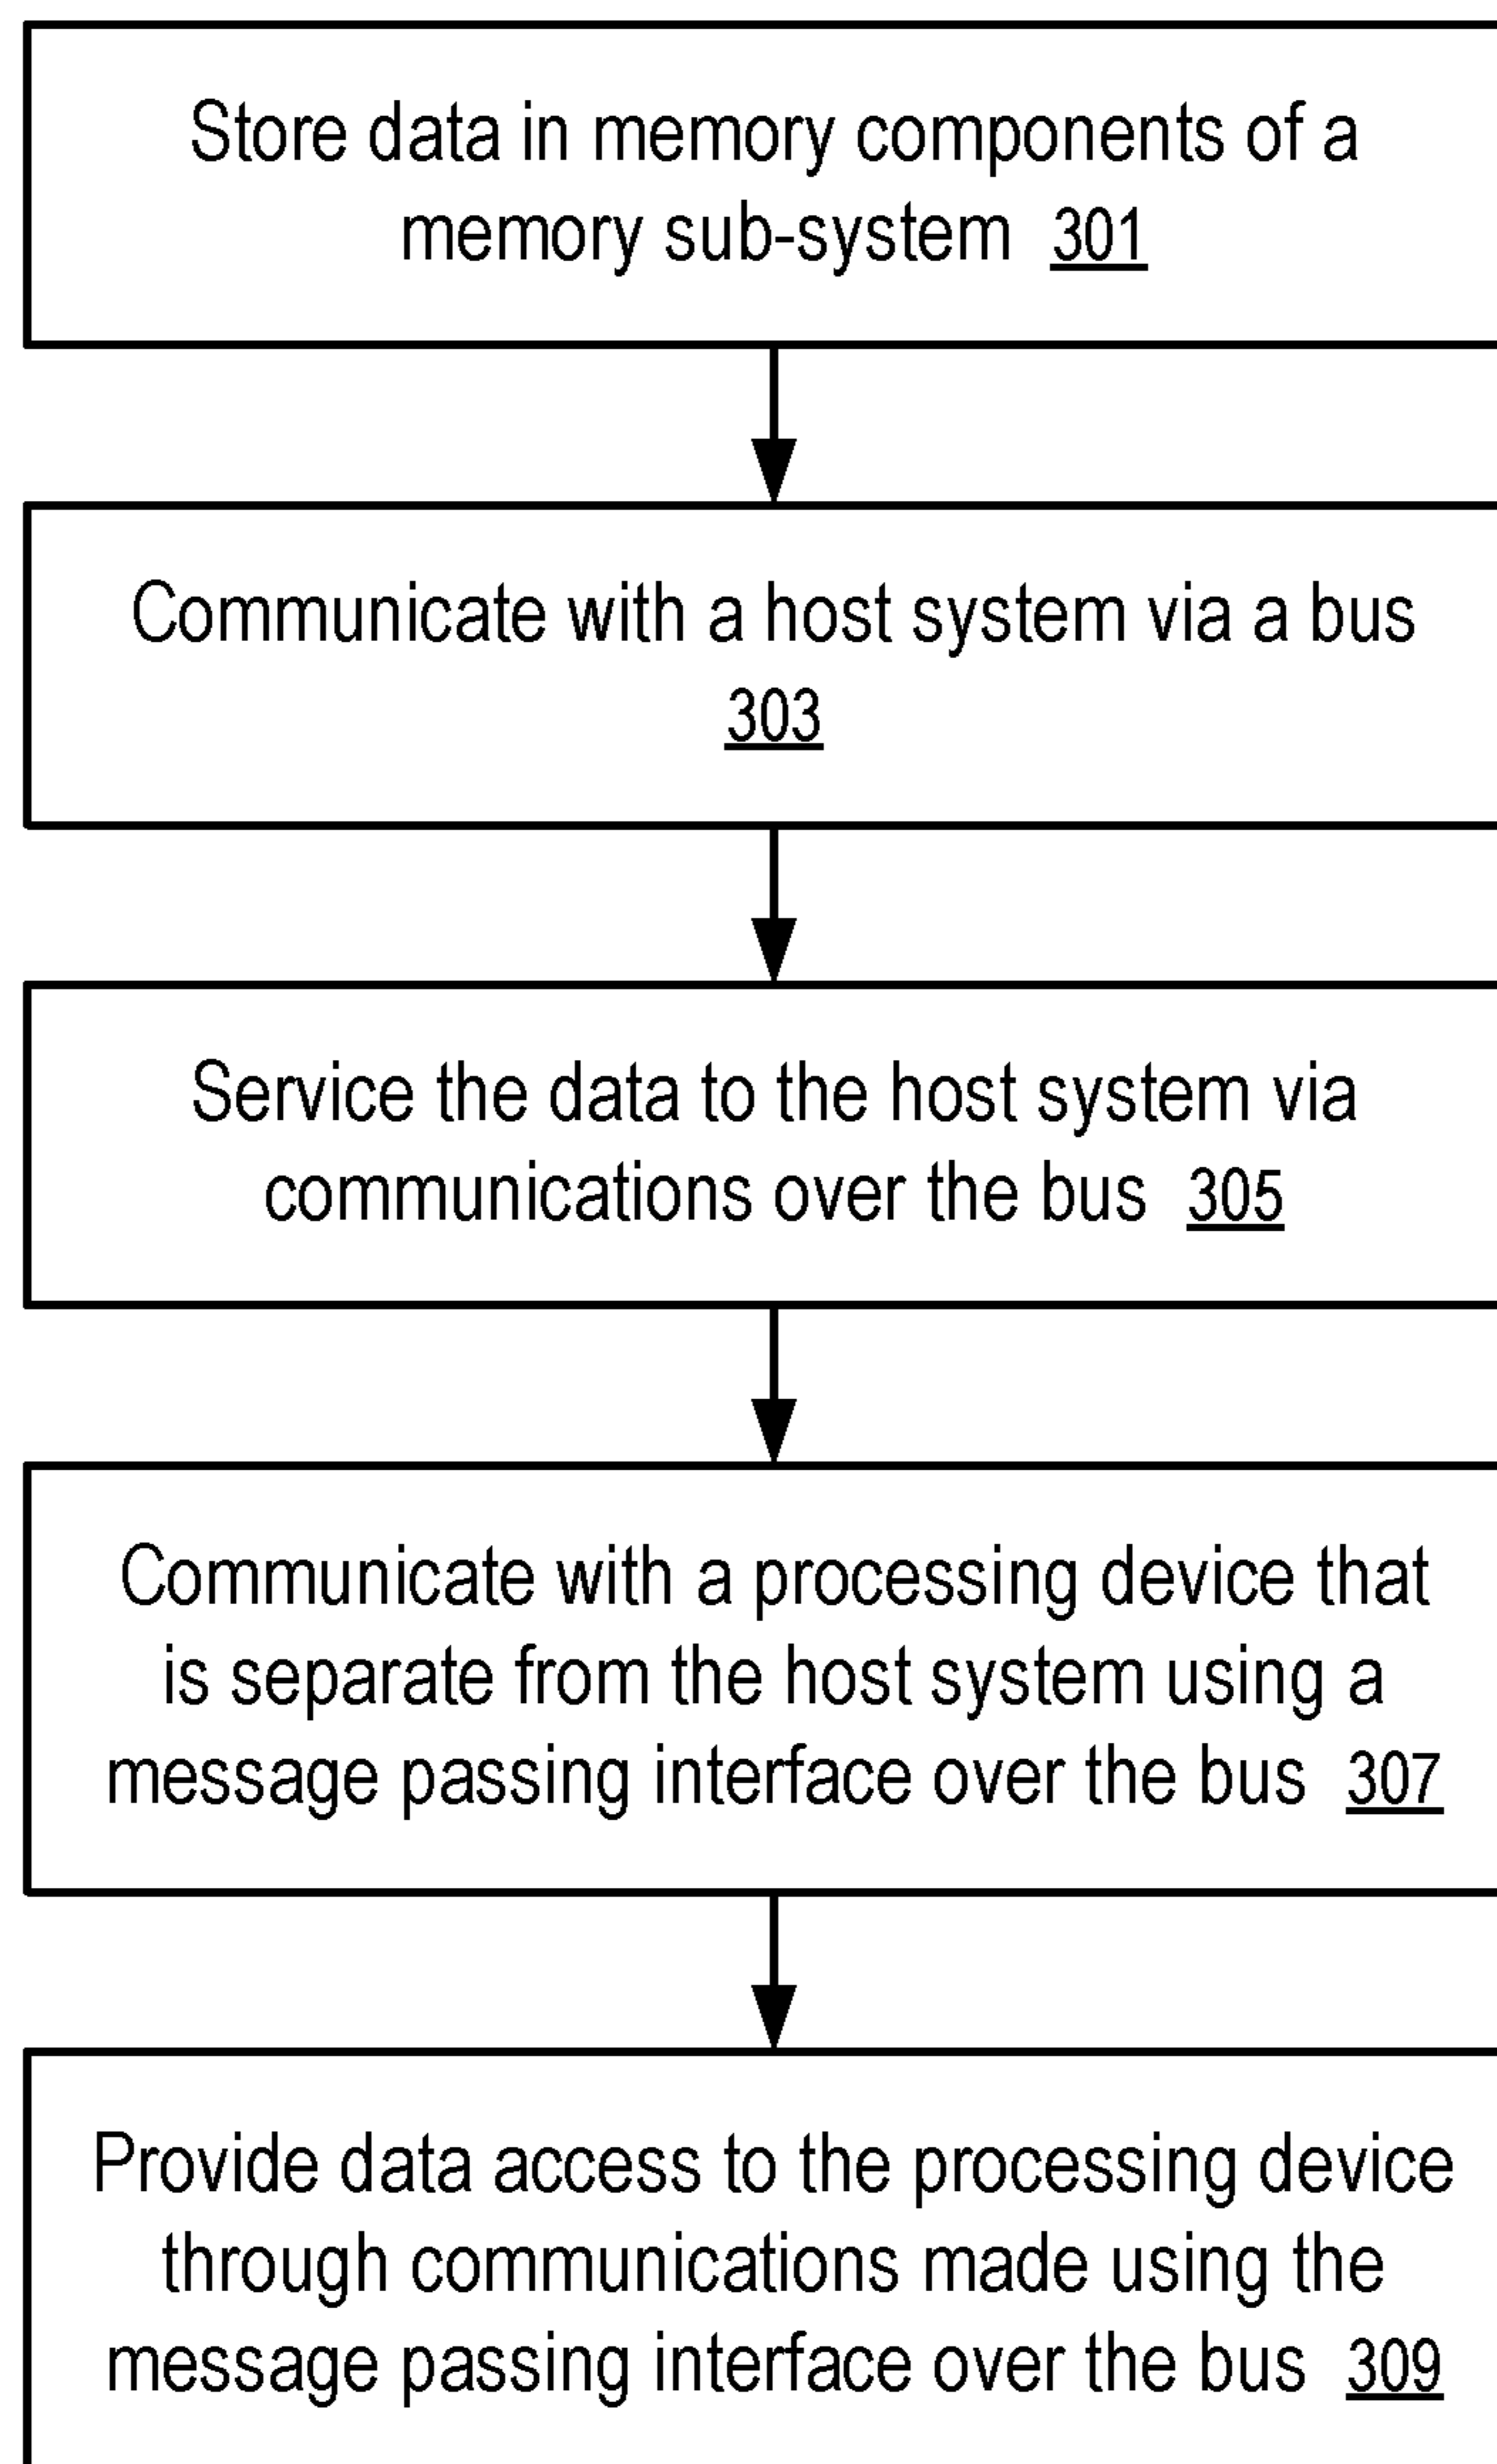 Store data in memory components of a
memory sub-system 301
Communicate with a host system via a bus
303
Service the data to the host system via
communications over the bus 305
Communicate with a processing device that
is separate from the host system using a
message passing interface over the bus 307
Provide data access to the processing device
through communications made using the
message passing interface over the bus 309